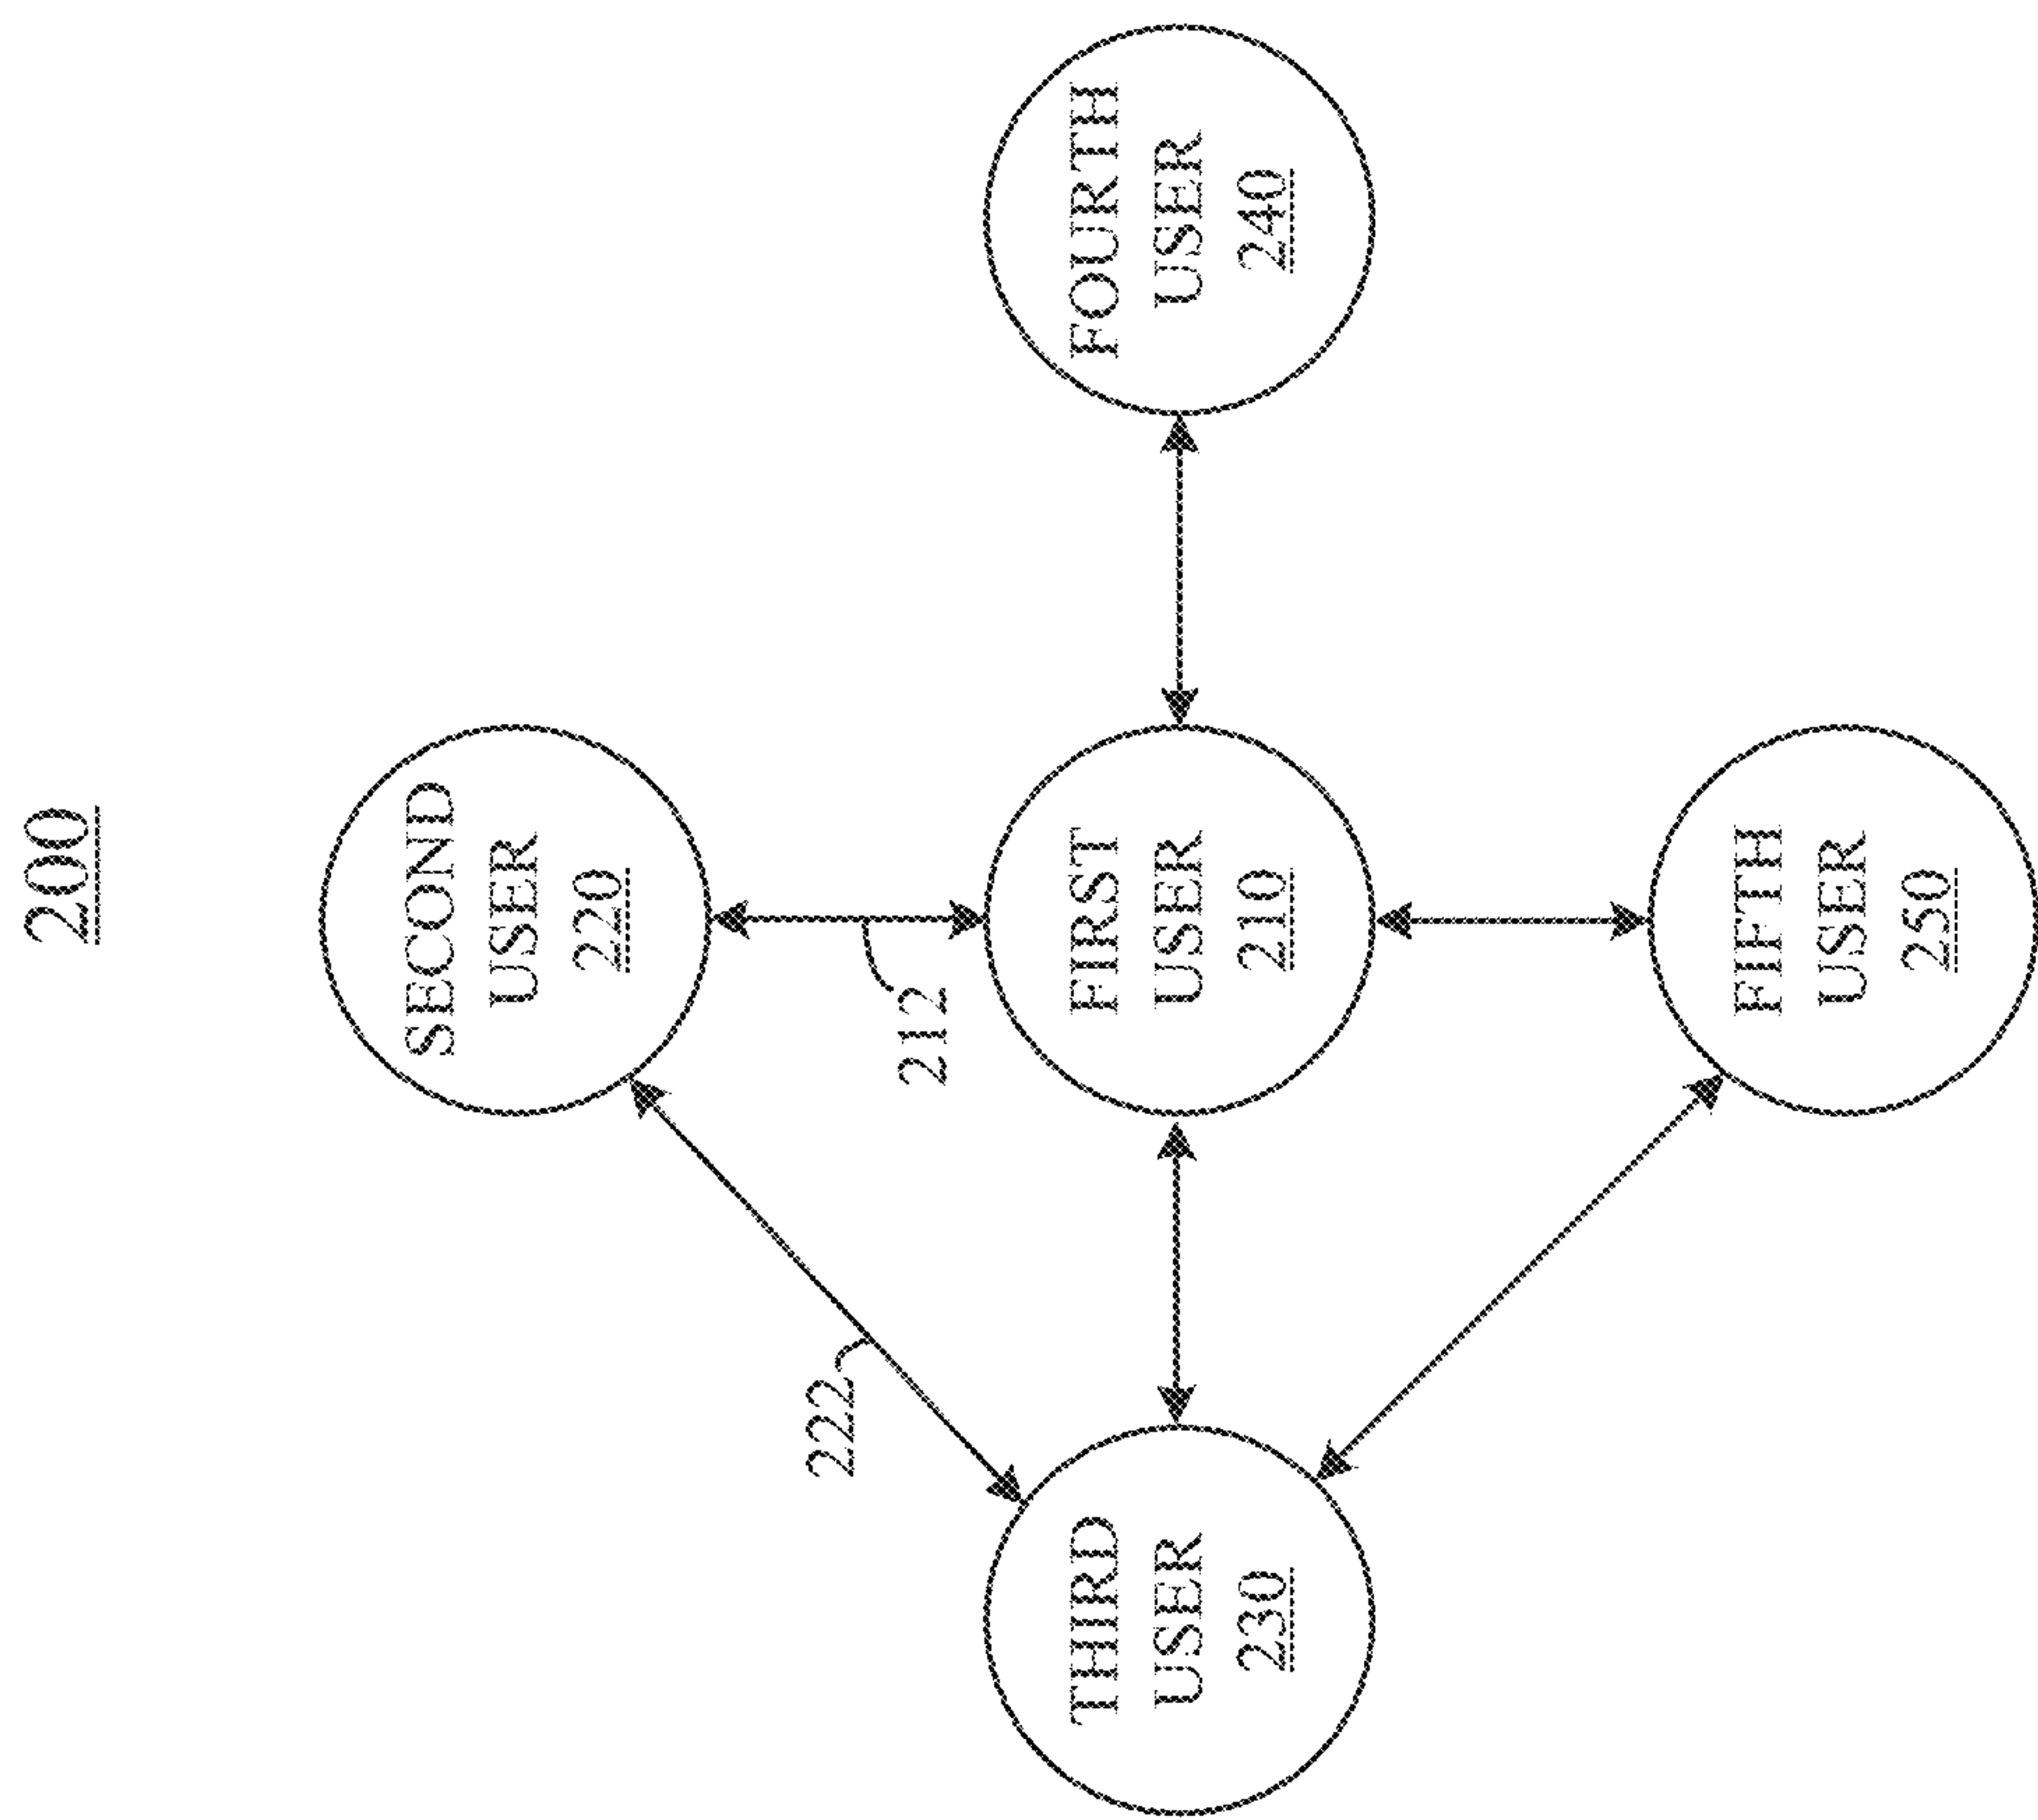 200
SECOND
USER
220
222
212
THIRD
USER
230
FIRST
USER
210
FOURTH
USER
240
FIFTH
USER
250